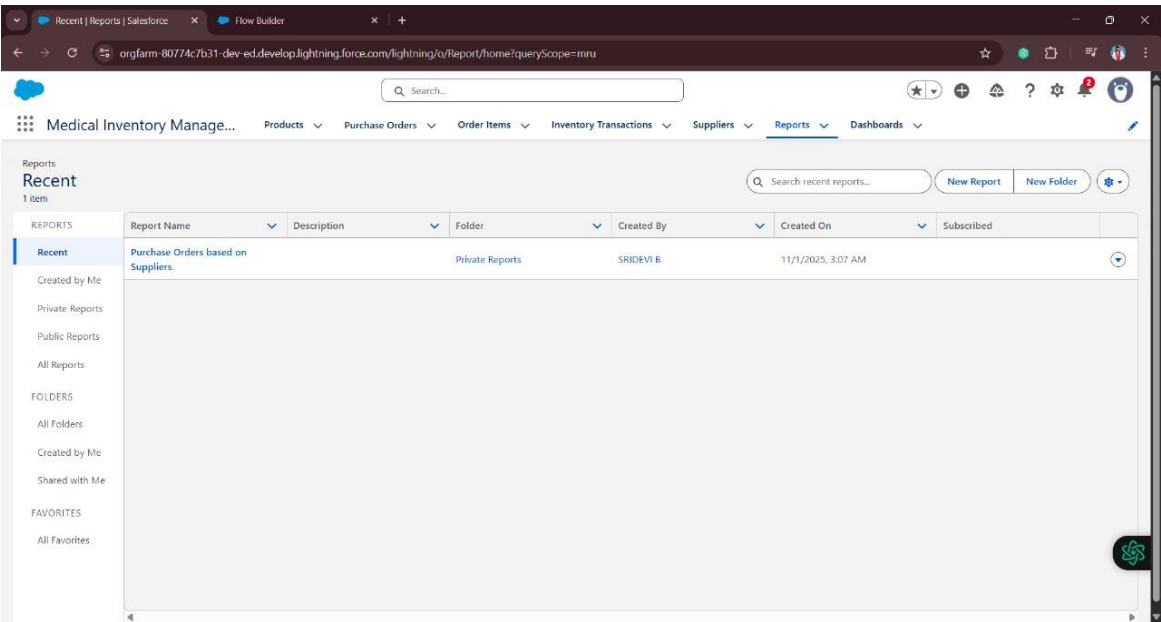 Recent | Reports | Salesforce
Flow Builder
orgfarm-80774c7b31-dev-ed.develop.lightning.force.com/lightning/o/Report/home?queryScope=mru
Search...
2
Medical Inventory Manage...
Products
Purchase Orders
Order Items
Inventory Transactions
Suppliers
Reports
Dashboards
Reports
Recent
1 item
Search recent reports...
New Report
New Folder
REPORTS
Report Name
Description
Folder
Created By
Created On
Subscribed
Recent
Purchase Orders based on
Suppliers.
Private Reports
SRIDEVI B
11/1/2025, 3:07 AM
Created by Me
Private Reports
Public Reports
All Reports
FOLDERS
All Folders
Created by Me
Shared with Me
FAVORITES
All Favorites